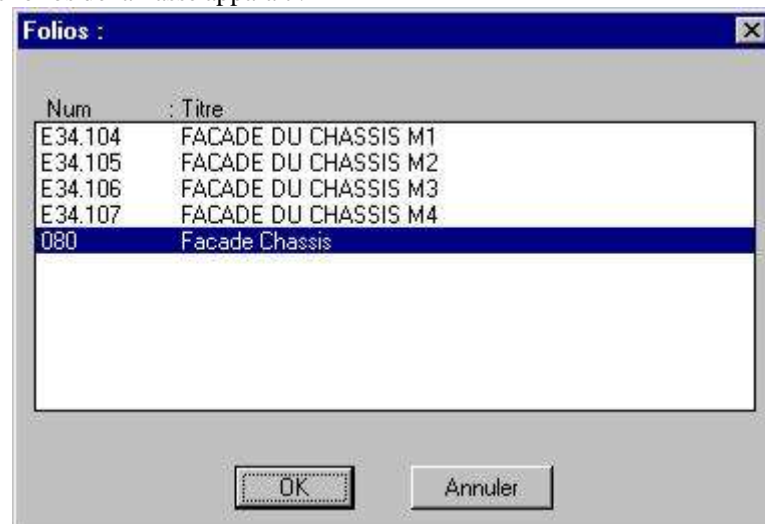 Folios :
Num : Titre
E34.104 FACADE DU CHASSIS M1
E34.105 FACADE DU CHASSIS M2
E34.106 FACADE DU CHASSIS M3
E34.107 FACADE DU CHASSIS M4
080 Facade Chassis
OK Annuler